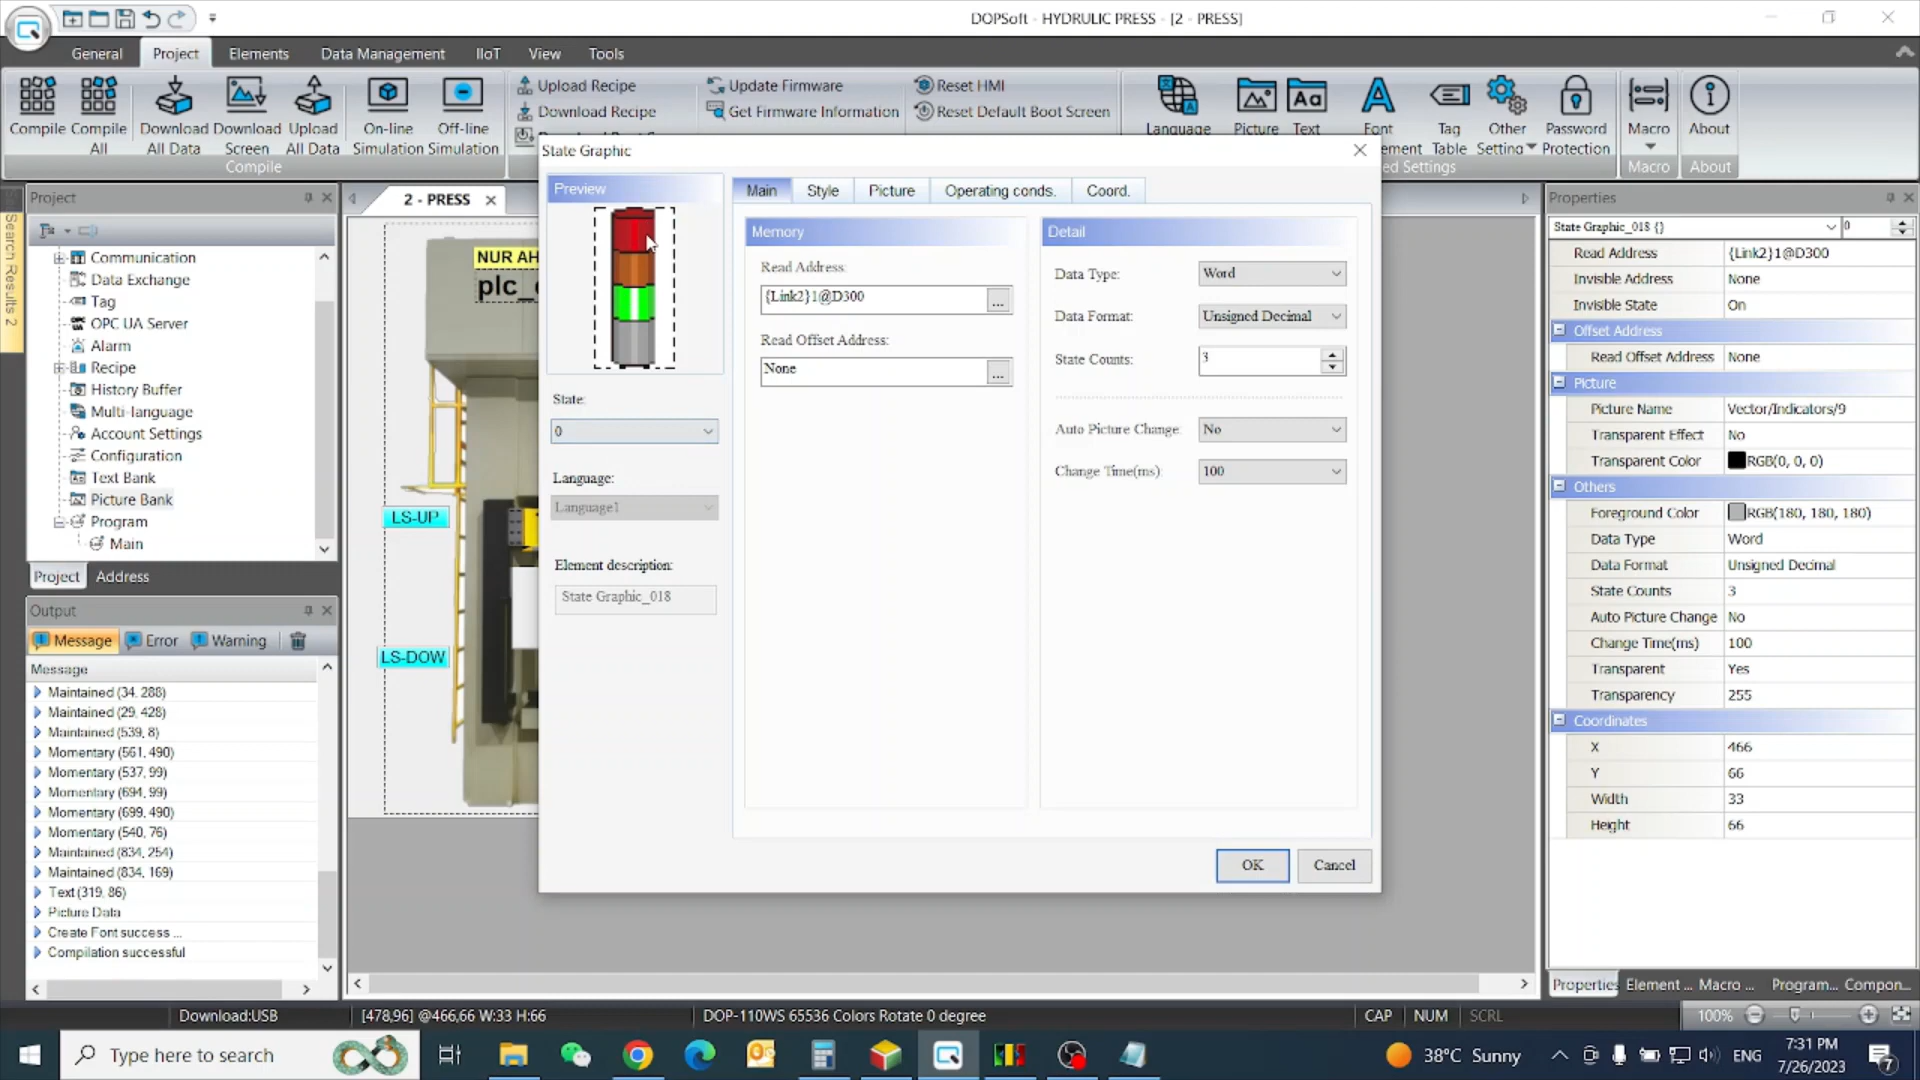 DOPSoft - HYDRULIC PRESS - [2 - PRESS]
General
Project
Elements
Data Management
IIoT
View
Tools
Compile
Compile All
Download All Data
Download Screen
Upload All Data
On-line Simulation
Off-line Simulation
Compile
Upload Recipe
Download Recipe
Update Firmware
Get Firmware Information
Reset HMI
Reset Default Boot Screen
Language
Picture
Text
Font
ement
Tag Table
Other Setting
Password Protection
ed Settings
Macro
Macro
About
About
Search Results 2
Project
Communication
Data Exchange
Tag
OPC UA Server
Alarm
Recipe
History Buffer
Multi-language
Account Settings
Configuration
Text Bank
Picture Bank
Program
Main
Project
Address
Output
Message
Error
Warning
Message
Maintained (34, 288)
Maintained (29, 428)
Maintained (539, 8)
Momentary (561, 490)
Momentary (537, 99)
Momentary (694, 99)
Momentary (699, 490)
Momentary (540, 76)
Maintained (834, 254)
Maintained (834, 169)
Text (319, 86)
Picture Data
Create Font success ...
Compilation successful
2 - PRESS
NUR AH
plc_
LS-UP
LS-DOW
State Graphic
Preview
State:
0
Language:
Language1
Element description:
State Graphic_018
Main
Style
Picture
Operating conds.
Coord.
Memory
Read Address:
{Link2}1@D300
...
Read Offset Address:
None
...
Detail
Data Type:
Word
Data Format:
Unsigned Decimal
State Counts:
3
Auto Picture Change:
No
Change Time(ms):
100
OK
Cancel
Properties
State Graphic_018 {}
0
Read Address {Link2}1@D300
Invisible Address None
Invisible State On
Offset Address
Read Offset Address None
Picture
Picture Name Vector/Indicators/9
Transparent Effect No
Transparent Color RGB(0, 0, 0)
Others
Foreground Color RGB(180, 180, 180)
Data Type Word
Data Format Unsigned Decimal
State Counts 3
Auto Picture Change No
Change Time(ms) 100
Transparent Yes
Transparency 255
Coordinates
X 466
Y 66
Width 33
Height 66
Properties
Element ...
Macro ...
Program...
Compon...
Download:USB
[478,96] @466,66 W:33 H:66
DOP-110WS 65536 Colors Rotate 0 degree
CAP
NUM
SCRL
100%
Type here to search
38°C Sunny
ENG
7:31 PM
7/26/2023
7